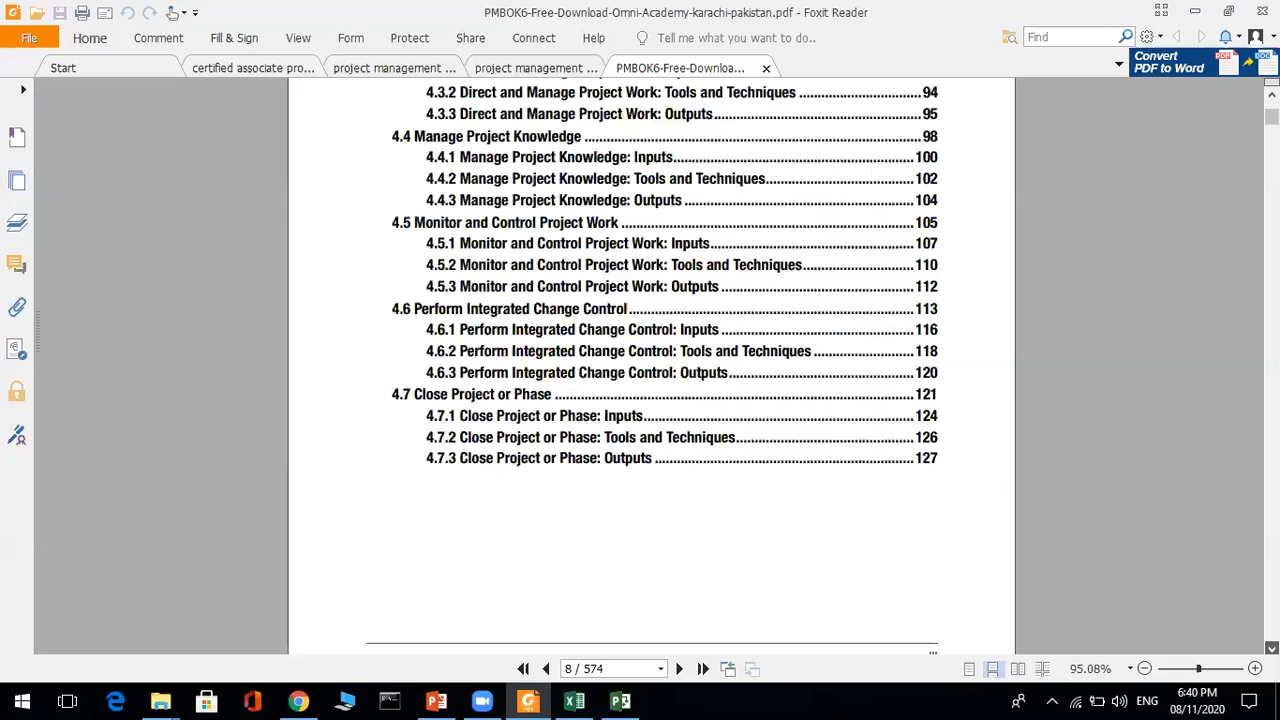 PMBOK6-Free-Download-Omni-Academy-karachi-pakistan.pdf - Foxit Reader
File Home Comment Fill & Sign View Form Protect Share Connect Help Tell me what you want to do.. Find
Start certified associate pro... project management ... project management ... PMBOK6-Free-Downloa...
Convert
PDF to Word
4.3.2 Direct and Manage Project Work: Tools and Techniques 94
4.3.3 Direct and Manage Project Work: Outputs 95
4.4 Manage Project Knowledge 98
4.4.1 Manage Project Knowledge: Inputs 100
4.4.2 Manage Project Knowledge: Tools and Techniques 102
4.4.3 Manage Project Knowledge: Outputs 104
4.5 Monitor and Control Project Work 105
4.5.1 Monitor and Control Project Work: Inputs 107
4.5.2 Monitor and Control Project Work: Tools and Techniques 110
4.5.3 Monitor and Control Project Work: Outputs 112
4.6 Perform Integrated Change Control 113
4.6.1 Perform Integrated Change Control: Inputs 116
4.6.2 Perform Integrated Change Control: Tools and Techniques 118
4.6.3 Perform Integrated Change Control: Outputs 120
4.7 Close Project or Phase 121
4.7.1 Close Project or Phase: Inputs 124
4.7.2 Close Project or Phase: Tools and Techniques 126
4.7.3 Close Project or Phase: Outputs 127
8 / 574 95.08%
ENG 6:40 PM
08/11/2020